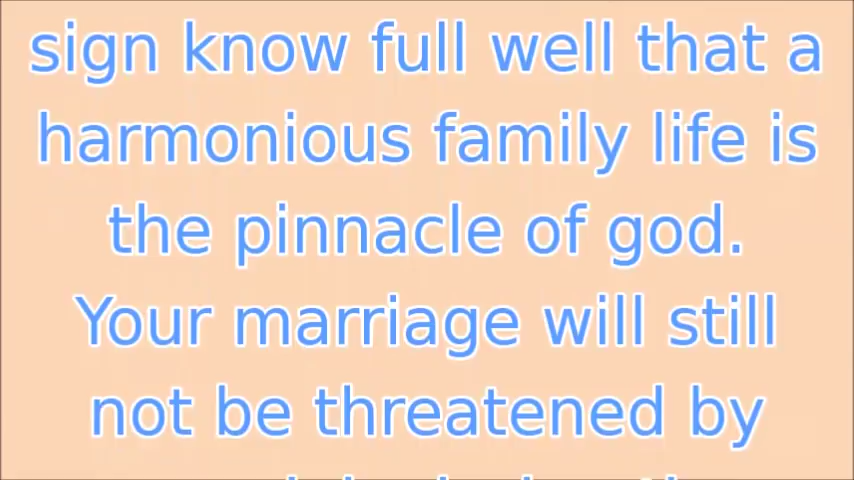 sign know full well that a
harmonious family life is
the pinnacle of god.
Your marriage will still
not be threatened by